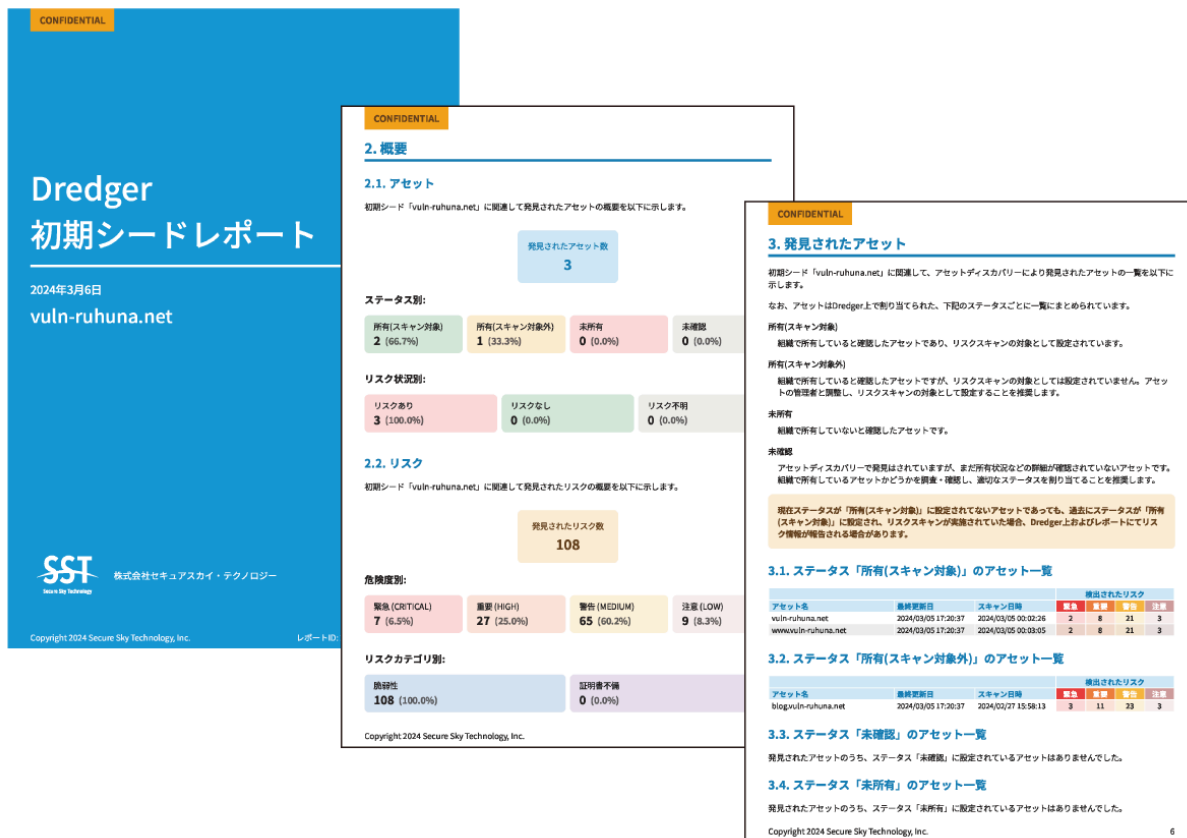 CONFIDENTIAL
Dredger
初期シードレポート
2024年3月6日
vuln-ruhuna.net
SST
Secure Sky Technology
株式会社セキュアスカイ・テクノロジー
Copyright 2024 Secure Sky Technology, Inc.
レポートID:
CONFIDENTIAL
2. 概要
2.1. アセット
初期シード「vuln-ruhuna.net」に関連して発見されたアセットの概要を以下に示します。
発見されたアセット数
3
ステータス別:
所有(スキャン対象) 所有(スキャン対象外) 未所有 未確認
2 (66.7%) 1 (33.3%) 0 (0.0%) 0 (0.0%)
リスク状況別:
リスクあり リスクなし リスク不明
3 (100.0%) 0 (0.0%) 0 (0.0%)
2.2. リスク
初期シード「vuln-ruhuna.net」に関連して発見されたリスクの概要を以下に示します。
発見されたリスク数
108
危険度別:
緊急 (CRITICAL) 重要 (HIGH) 警告 (MEDIUM) 注意 (LOW)
7 (6.5%) 27 (25.0%) 65 (60.2%) 9 (8.3%)
リスクカテゴリ別:
脆弱性 証明書不備
108 (100.0%) 0 (0.0%)
Copyright 2024 Secure Sky Technology, Inc.
CONFIDENTIAL
3. 発見されたアセット
初期シード「vuln-ruhuna.net」に関連して、アセットディスカバリーにより発見されたアセットの一覧を以下に
示します。
なお、アセットはDredger上で割り当てられた、下記のステータスごとに一覧にまとめられています。
所有(スキャン対象)
組織で所有していると確認したアセットであり、リスクスキャンの対象として設定されています。
所有(スキャン対象外)
組織で所有していると確認したアセットですが、リスクスキャンの対象としては設定されていません。アセッ
トの管理者と調整し、リスクスキャンの対象として設定することを推奨します。
未所有
組織で所有していないと確認したアセットです。
未確認
アセットディスカバリーで発見はされていますが、まだ所有状況などの詳細が確認されていないアセットです。
組織で所有しているアセットかどうかを調査・確認し、適切なステータスを割り当てることを推奨します。
現在ステータスが「所有(スキャン対象)」に設定されてないアセットであっても、過去にステータスが「所有
(スキャン対象)」に設定され、リスクスキャンが実施されていた場合、Dredger上およびレポートにてリス
ク情報が報告される場合があります。
3.1. ステータス「所有(スキャン対象)」のアセット一覧
検出されたリスク
アセット名 最終更新日 スキャン日時 緊急 重要 警告 注意
vuln-ruhuna.net 2024/03/05 17:20:37 2024/03/05 00:02:26 2 8 21 3
www.vuln-ruhuna.net 2024/03/05 17:20:37 2024/03/05 00:03:05 2 8 21 3
3.2. ステータス「所有(スキャン対象外)」のアセット一覧
検出されたリスク
アセット名 最終更新日 スキャン日時 緊急 重要 警告 注意
blog.vuln-ruhuna.net 2024/03/05 17:20:37 2024/02/27 15:58:13 3 11 23 3
3.3. ステータス「未確認」のアセット一覧
発見されたアセットのうち、ステータス「未確認」に設定されているアセットはありませんでした。
3.4. ステータス「未所有」のアセット一覧
発見されたアセットのうち、ステータス「未所有」に設定されているアセットはありませんでした。
Copyright 2024 Secure Sky Technology, Inc.
6